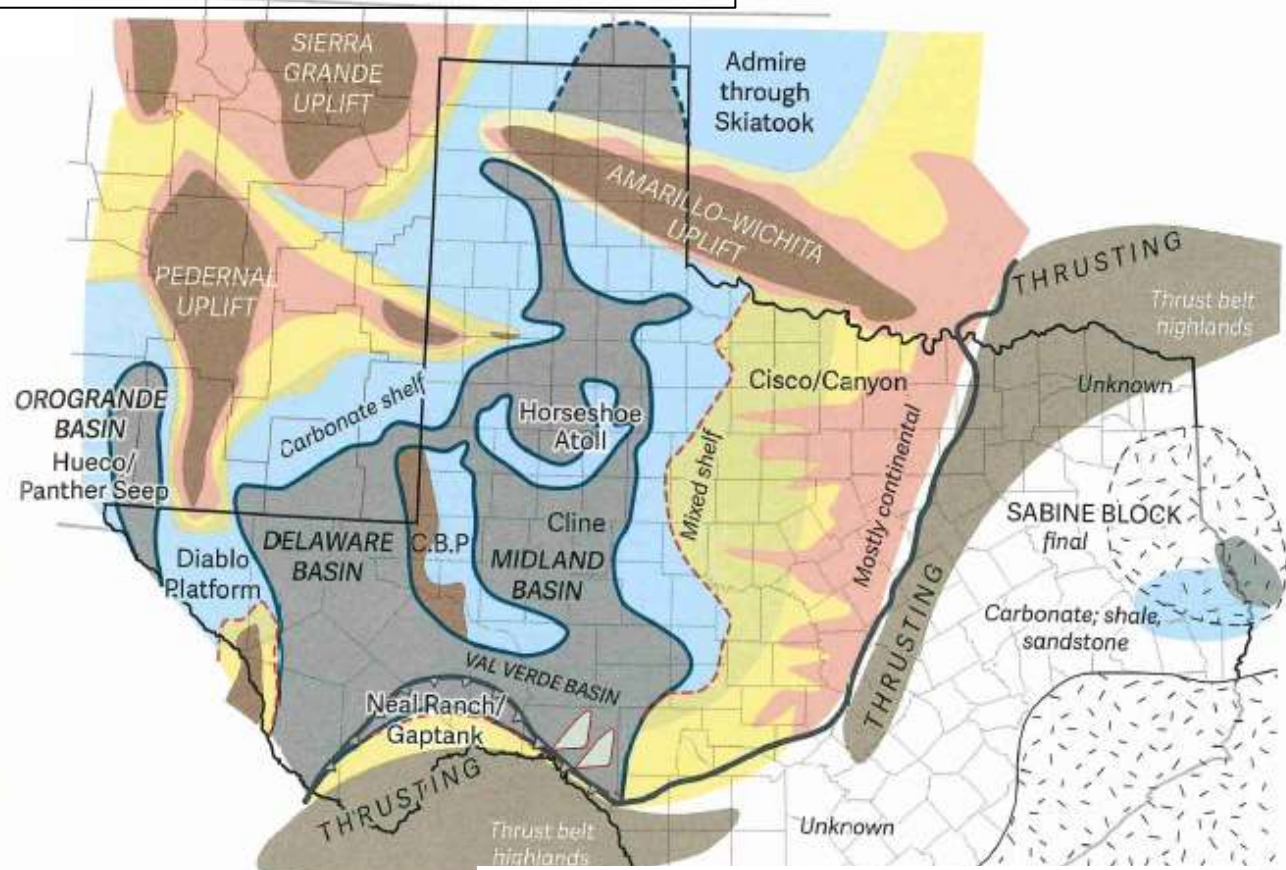 SIERRA
GRANDE
UPLIFT
Admire
through
Skiatook
AMARILLO–WICHITA
UPLIFT
PEDERNAL
UPLIFT
THRUSTING
Thrust belt
highlands
Unknown
OROGRANDE
BASIN
Hueco/
Panther Seep
Carbonate shelf
Horseshoe
Atoll
Cisco/Canyon
Mixed shelf
Mostly continental
Diablo
Platform
DELAWARE
BASIN
C.B.P
Cline
MIDLAND
BASIN
SABINE BLOCK
final
Carbonate; shale,
sandstone
VAL VERDE BASIN
Neal Ranch/
Gaptank
THRUSTING
THRUSTING
Thrust belt
highlands
Unknown